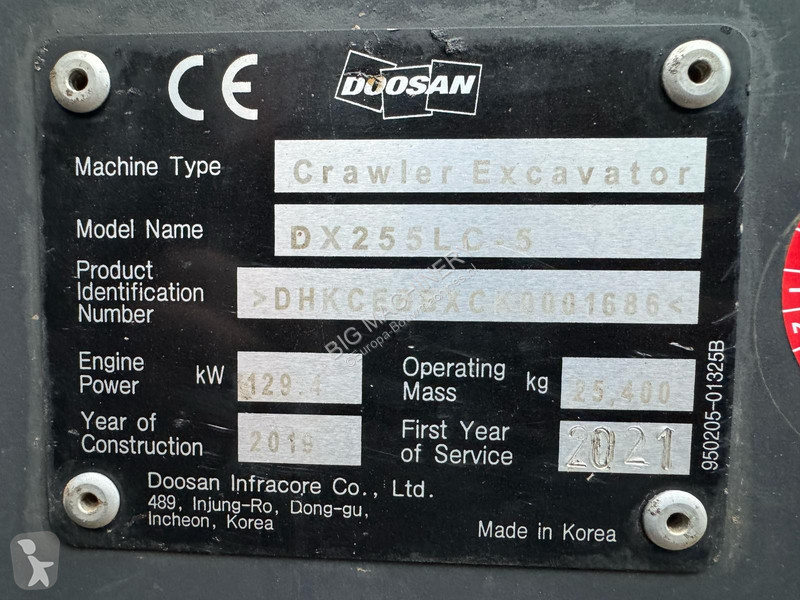 CE DOOSAN
Machine Type Crawler Excavator
Model Name DX255LC-5
Product
Identification
Number
Engine
Power kW
Operating
Mass kg 25,400
Year of
Construction 2019
First Year
of Service 2021
950205-01325B
Doosan Infracore Co., Ltd.
489, Injung-Ro, Dong-gu,
Incheon, Korea
Made in Korea